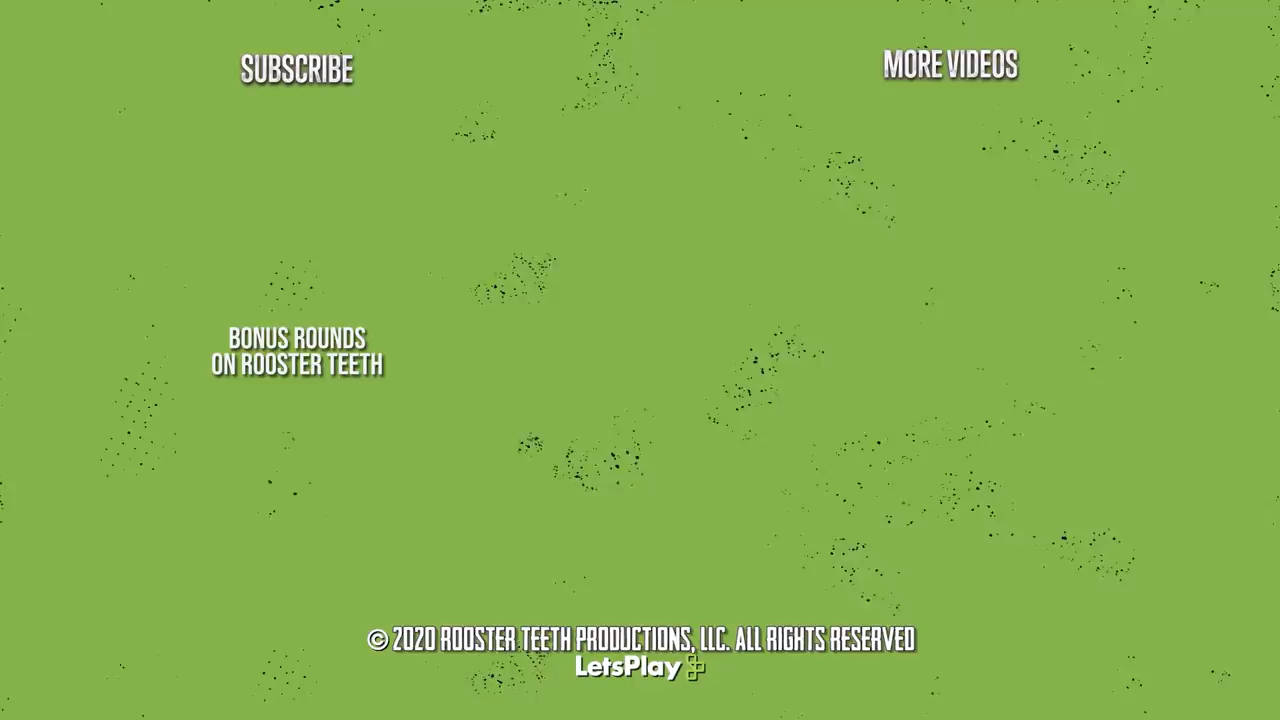 SUBSCRIBE
MORE VIDEOS
BONUS ROUNDS
ON ROOSTER TEETH
© 2020 ROOSTER TEETH PRODUCTIONS, LLC. ALL RIGHTS RESERVED
LetsPlay